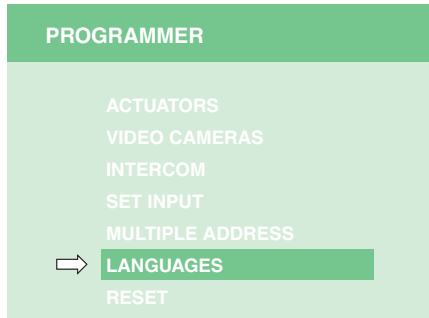 PROGRAMMER
ACTUATORS
VIDEO CAMERAS
INTERCOM
SET INPUT
MULTIPLE ADDRESS
LANGUAGES
RESET